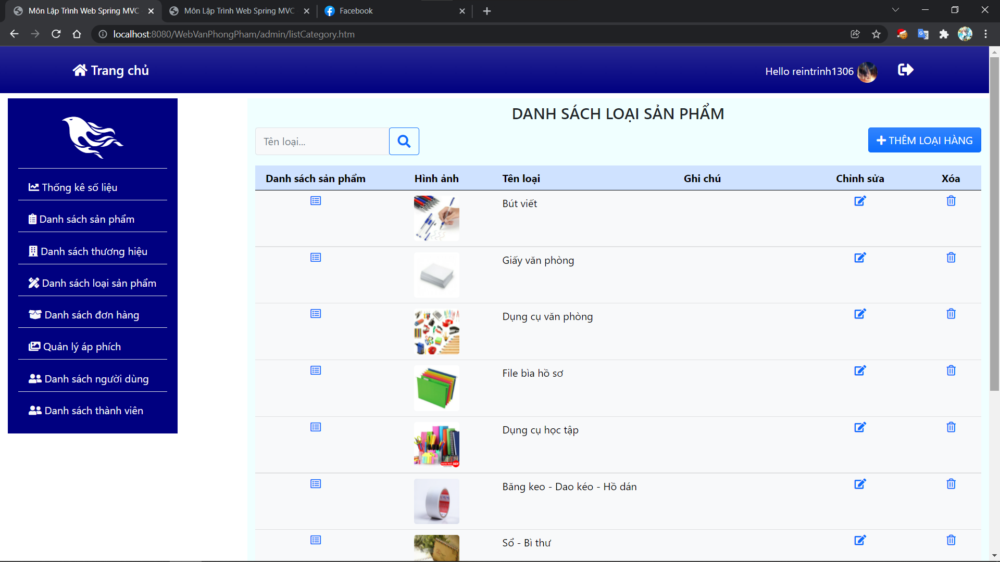 Môn Lập Trình Web Spring MVC
Môn Lập Trình Web Spring MVC
Facebook
localhost:8080/WebVanPhongPham/admin/listCategory.htm
Trang chủ
Hello reintrinh1306
Thống kê số liệu
Danh sách sản phẩm
Danh sách thương hiệu
Danh sách loại sản phẩm
Danh sách đơn hàng
Quản lý áp phích
Danh sách người dùng
Danh sách thành viên
DANH SÁCH LOẠI SẢN PHẨM
Tên loại...
THÊM LOẠI HÀNG
Danh sách sản phẩm Hình ảnh Tên loại Ghi chú Chỉnh sửa Xóa
Bút viết
Giấy văn phòng
Dụng cụ văn phòng
File bìa hồ sơ
Dụng cụ học tập
Băng keo - Dao kéo - Hồ dán
Sổ - Bì thư